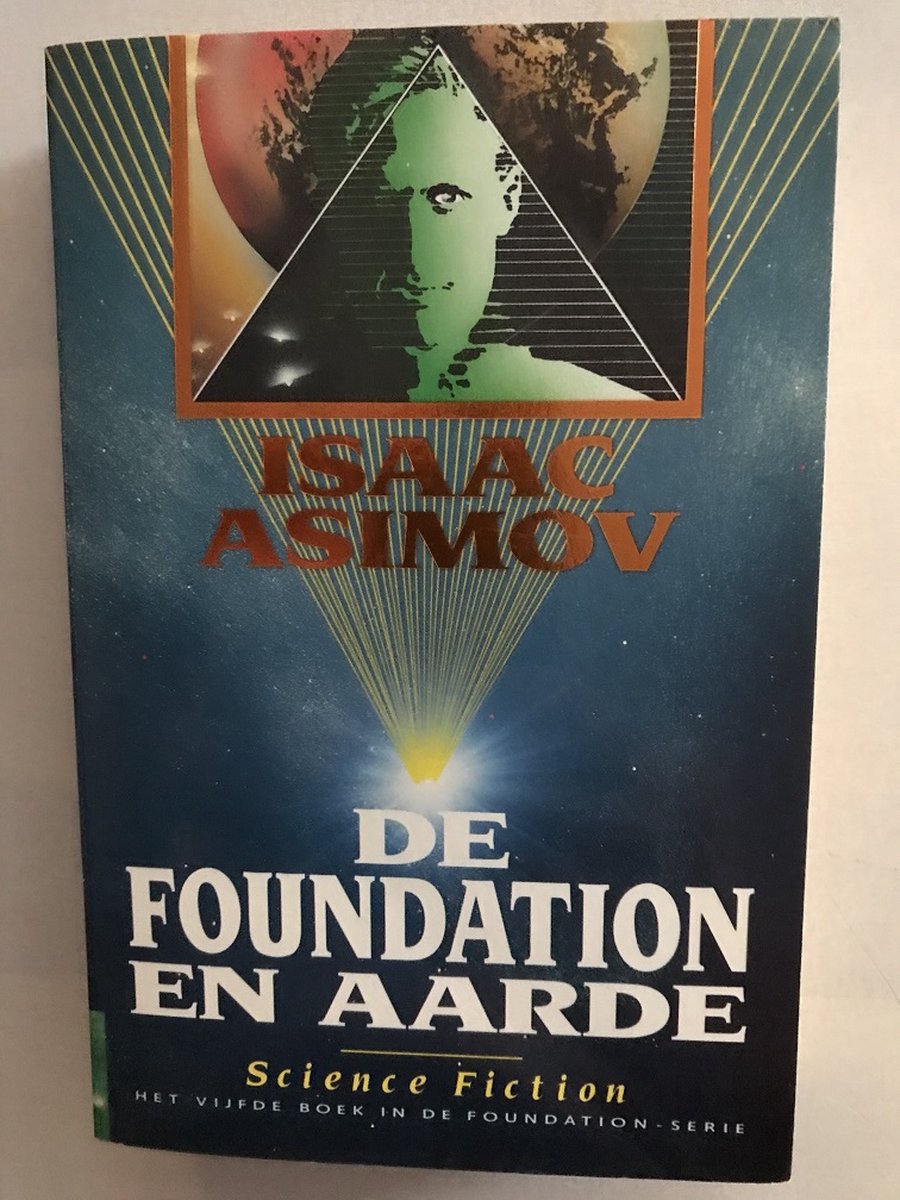 ISAAC
ASIMOV
DE
FOUNDATION
EN AARDE
Science Fiction
HET VIJFDE BOEK IN DE FOUNDATION-SERIE